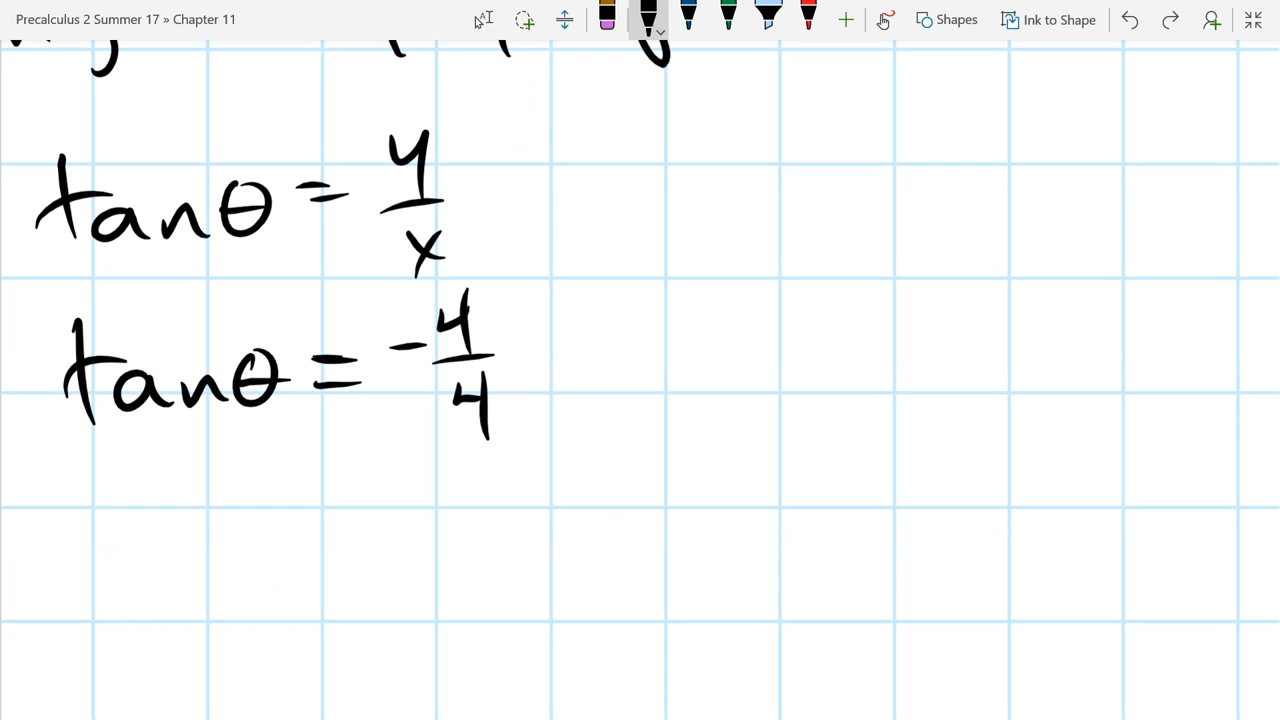 Precalculus 2 Summer 17 » Chapter 11
Shapes
Ink to Shape
tanθ = y/x
tanθ = -4/4